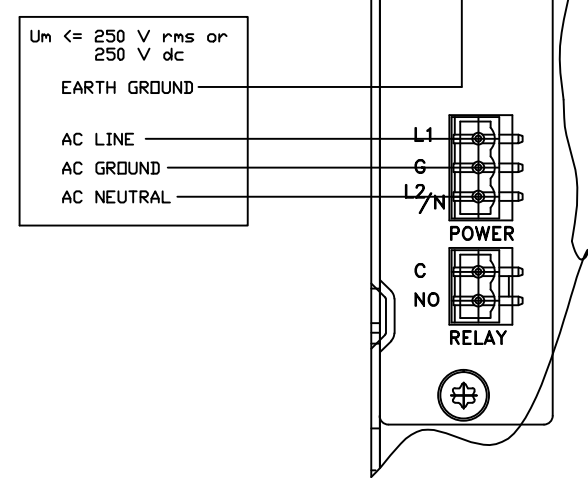 Um <= 250 V rms or
250 V dc
EARTH GROUND
AC LINE
AC GROUND
AC NEUTRAL
L1
G
L2/N
POWER
C
NO
RELAY